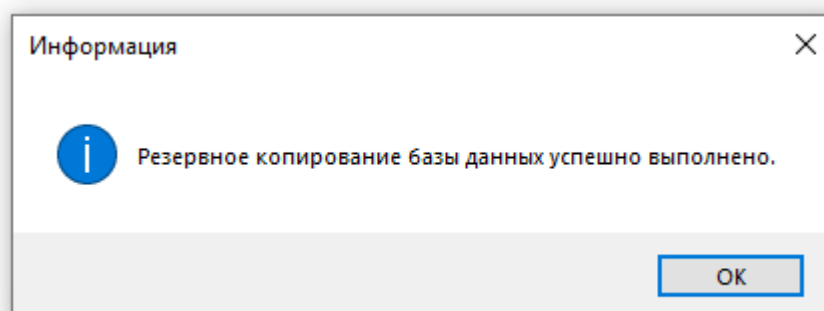 Информация
Резервное копирование базы данных успешно выполнено.
OK